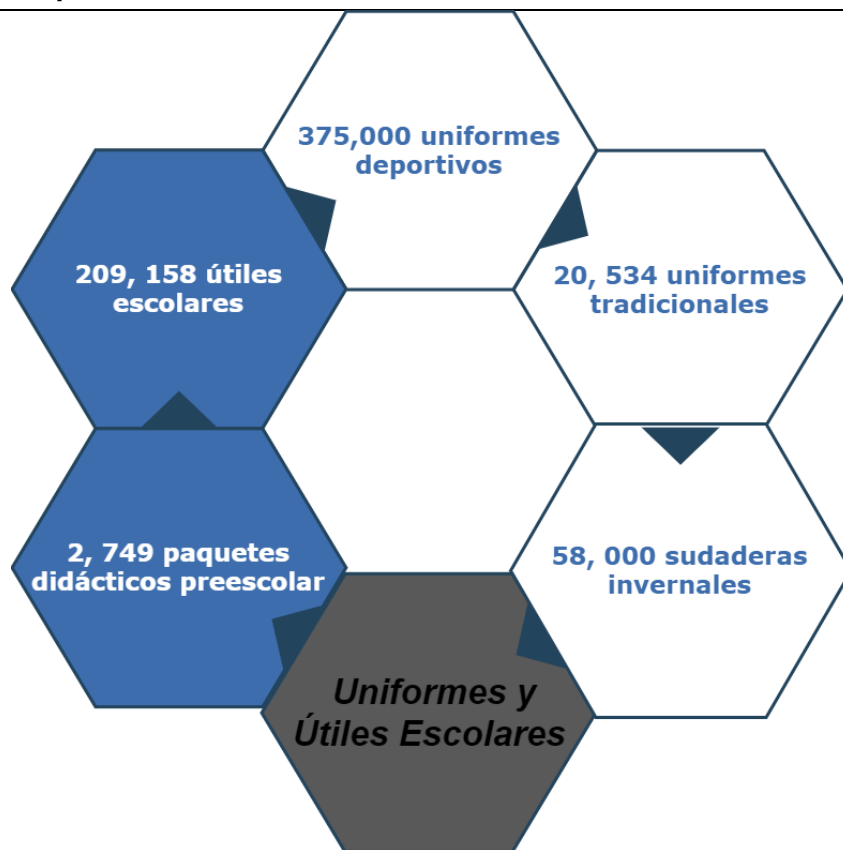 375,000 uniformes
deportivos
209, 158 útiles
escolares
20, 534 uniformes
tradicionales
2, 749 paquetes
didácticos preescolar
58, 000 sudaderas
invernales
Uniformes y
Útiles Escolares